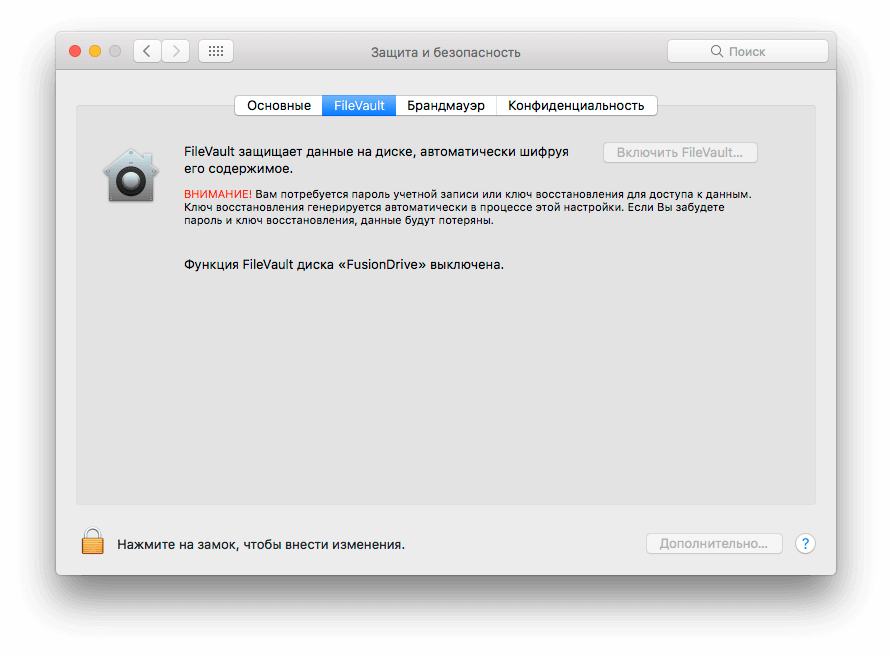 Защита и безопасность
Поиск
Основные
FileVault
Брандмауэр
Конфиденциальность
FileVault защищает данные на диске, автоматически шифруя
его содержимое.
Включить FileVault...
ВНИМАНИЕ! Вам потребуется пароль учетной записи или ключ восстановления для доступа к данным.
Ключ восстановления генерируется автоматически в процессе этой настройки. Если Вы забудете
пароль и ключ восстановления, данные будут потеряны.
Функция FileVault диска «FusionDrive» выключена.
Нажмите на замок, чтобы внести изменения.
Дополнительно...
?